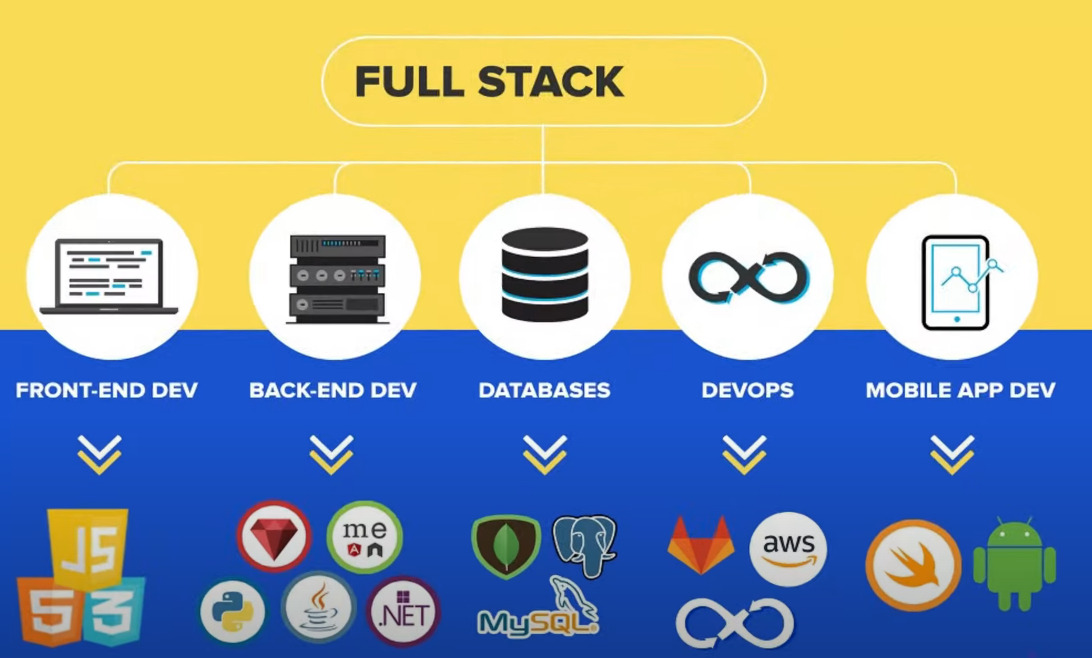 FULL STACK
FRONT-END DEV
BACK-END DEV
DATABASES
DEVOPS
MOBILE APP DEV
JS
5
3
me
.NET
MySQL
aws